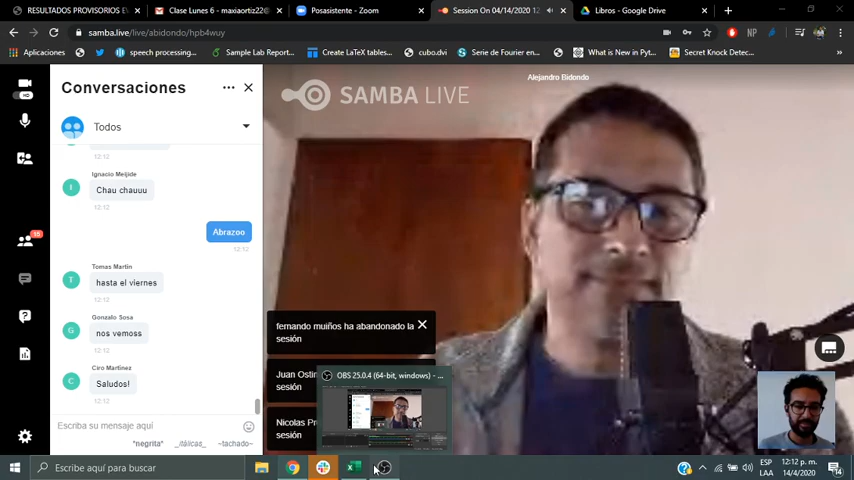 RESULTADOS PROVISORIOS E
Clase Lunes 6 - maxiaortiz22@
Posasistente - Zoom
Session On 04/14/2020 12
Libros - Google Drive
samba.live/live/abidondo/hpb4wuy
Aplicaciones
speech processing...
Sample Lab Report...
Create LaTeX tables...
cubo.dvi
Serie de Fourier en...
What is New in Pyt...
Secret Knock Detec...
Conversaciones
Todos
12:12
Ignacio Meijide
Chau chauuu
12:12
Abrazoo
12:12
Tomas Martin
hasta el viernes
12:12
Gonzalo Sosa
nos vemoss
12:12
Ciro Martinez
Saludos!
12:12
Escribe su mensaje aquí
*negrita*
_itálicas_
~tachado~
HD
15
SAMBA LIVE
Alejandro Bidondo
fernando muiños ha abandonado la
sesión
Juan Ostin
sesión
Nicolas Pr
sesión
OBS 25.0.4 (64-bit, windows) - ...
Escribe aquí para buscar
ESP
LAA
12:12 p. m.
14/4/2020
14